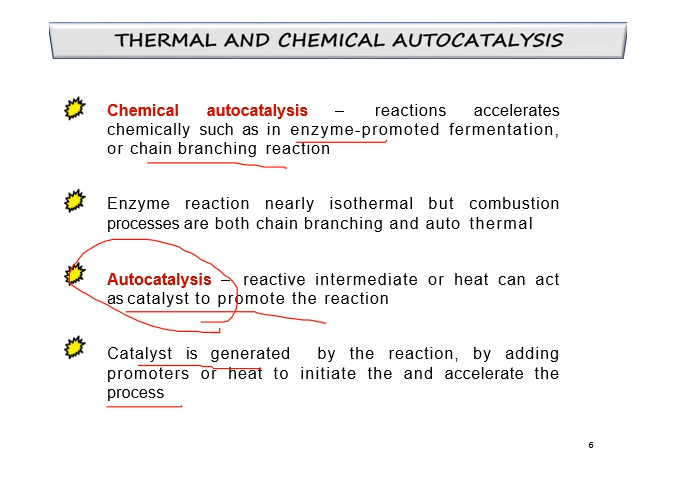 THERMAL AND CHEMICAL AUTOCATALYSIS
Chemical autocatalysis – reactions accelerates
chemically such as in enzyme-promoted fermentation,
or chain branching reaction
Enzyme reaction nearly isothermal but combustion
processes are both chain branching and auto thermal
Autocatalysis – reactive intermediate or heat can act
as catalyst to promote the reaction
Catalyst is generated by the reaction, by adding
promoters or heat to initiate the and accelerate the
process
6